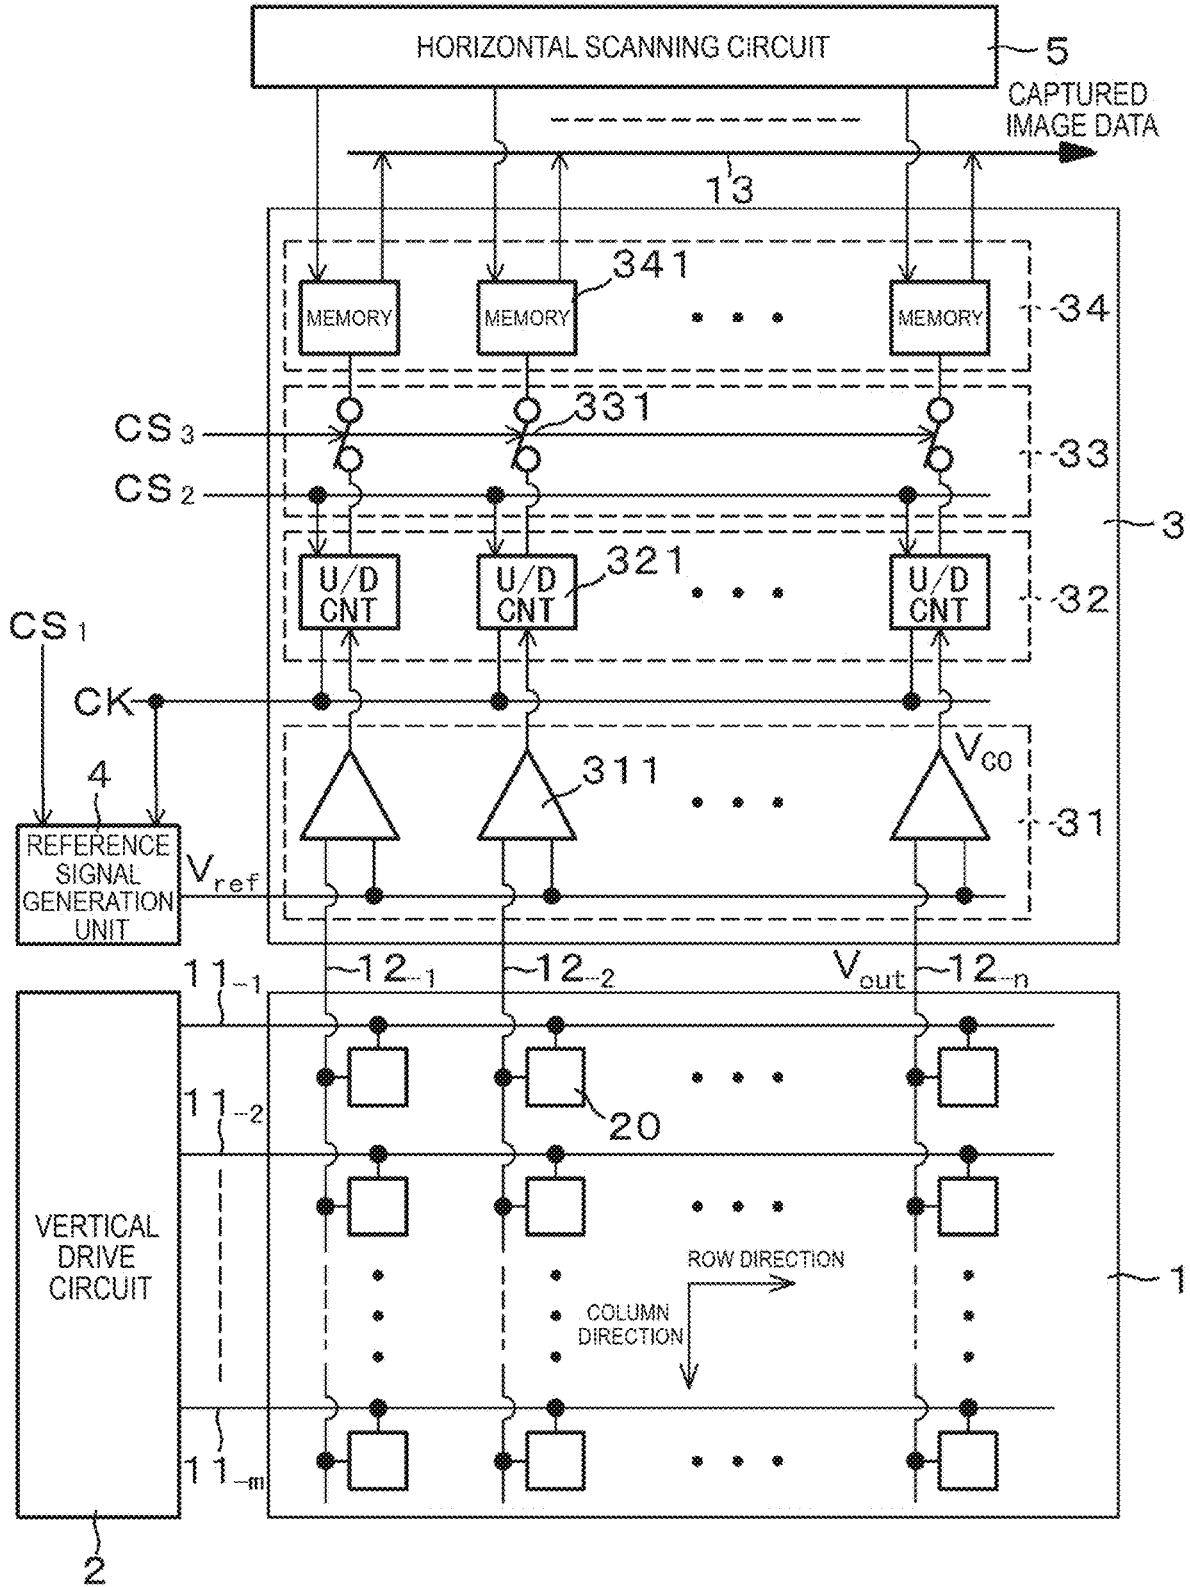 HORIZONTAL SCANNING CIRCUIT
5
CAPTURED
IMAGE DATA
13
341
MEMORY
MEMORY
MEMORY
34
CS3
331
33
CS2
3
U/D
CNT
U/D
CNT
321
U/D
CNT
32
CS1
CK
4
311
VCO
31
REFERENCE
SIGNAL
GENERATION
UNIT
Vref
11-1
12-1
12-2
Vout
12-n
11-2
20
VERTICAL
DRIVE
CIRCUIT
ROW DIRECTION
COLUMN
DIRECTION
1
11-m
2